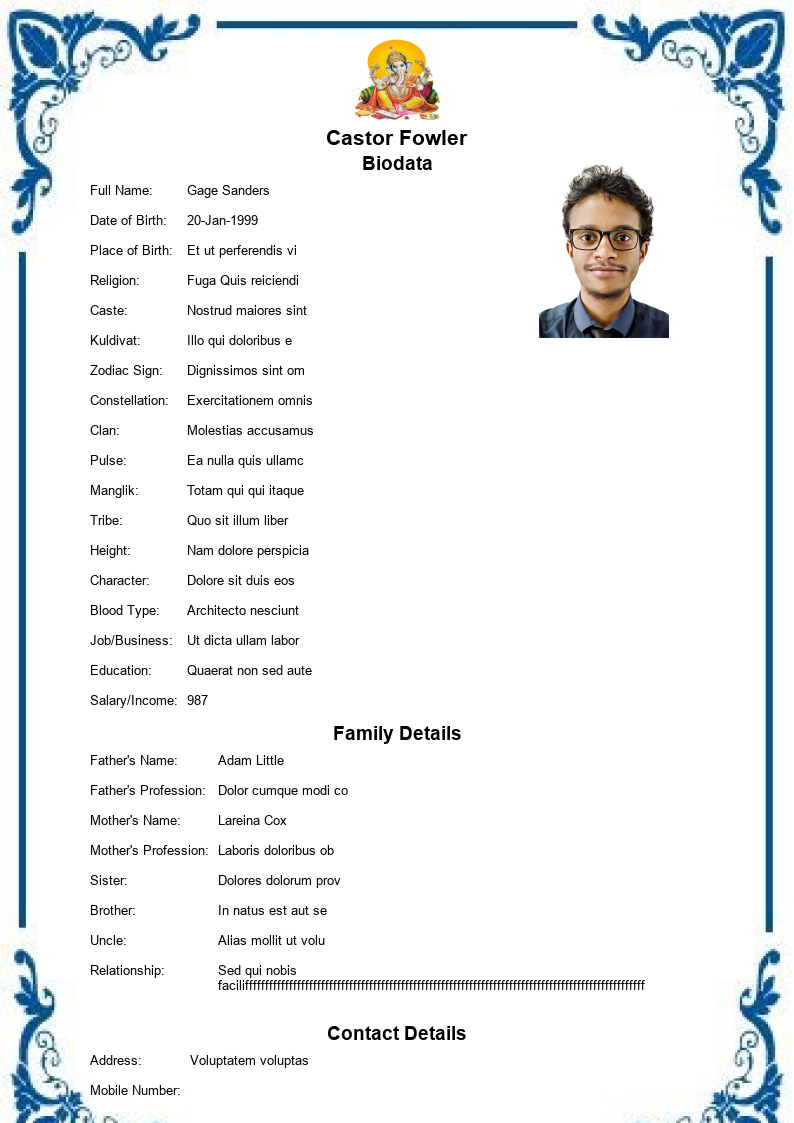 Castor Fowler
Biodata
Full Name: Gage Sanders
Date of Birth: 20-Jan-1999
Place of Birth: Et ut perferendis vi
Religion: Fuga Quis reiciendi
Caste: Nostrud maiores sint
Kuldivat: Illo qui doloribus e
Zodiac Sign: Dignissimos sint om
Constellation: Exercitationem omnis
Clan: Molestias accusamus
Pulse: Ea nulla quis ullamc
Manglik: Totam qui qui itaque
Tribe: Quo sit illum liber
Height: Nam dolore perspicia
Character: Dolore sit duis eos
Blood Type: Architecto nesciunt
Job/Business: Ut dicta ullam labor
Education: Quaerat non sed aute
Salary/Income: 987
Family Details
Father's Name: Adam Little
Father's Profession: Dolor cumque modi co
Mother's Name: Lareina Cox
Mother's Profession: Laboris doloribus ob
Sister: Dolores dolorum prov
Brother: In natus est aut se
Uncle: Alias mollit ut volu
Relationship: Sed qui nobis
faciliffffffffffffffffffffffffffffffffffffffffffffffffffffffffffffffffffffffffffffffffffffffffffffffffffff
Contact Details
Address: Voluptatem voluptas
Mobile Number: